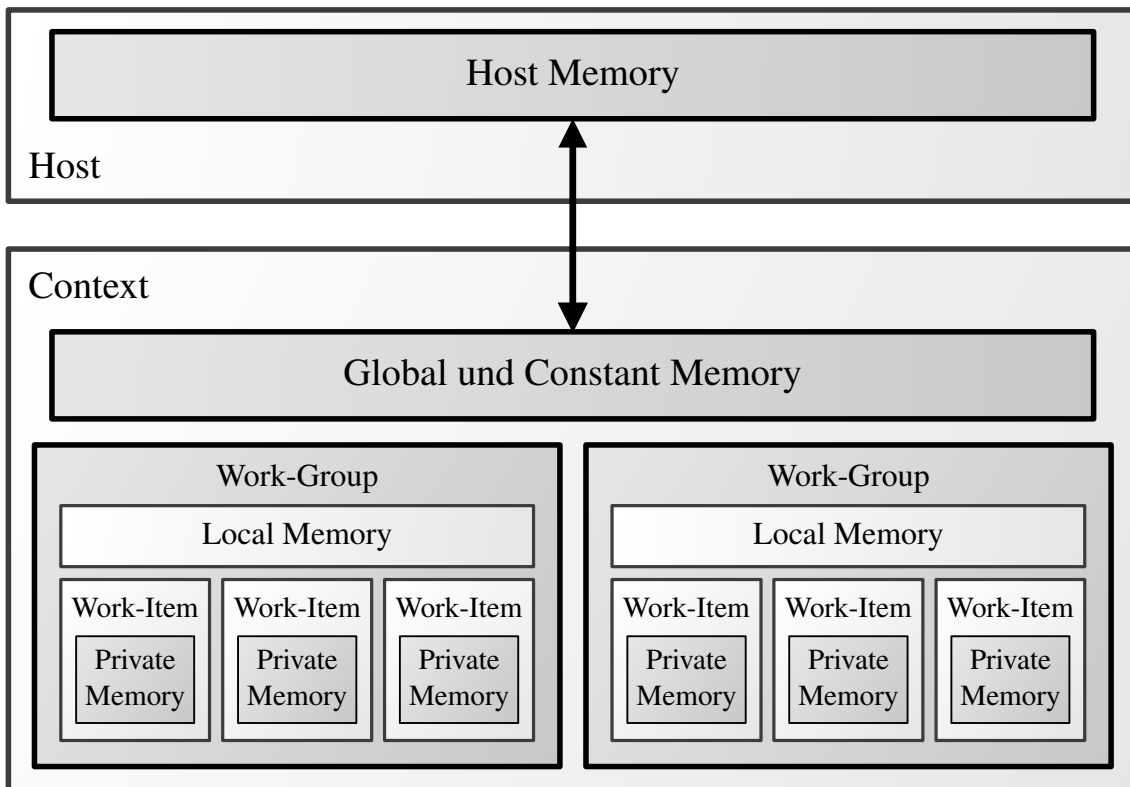 Host Memory
Host
Context
Global und Constant Memory
Work-Group
Local Memory
Work-Item
Private
Memory
Work-Item
Private
Memory
Work-Item
Private
Memory
Work-Group
Local Memory
Work-Item
Private
Memory
Work-Item
Private
Memory
Work-Item
Private
Memory